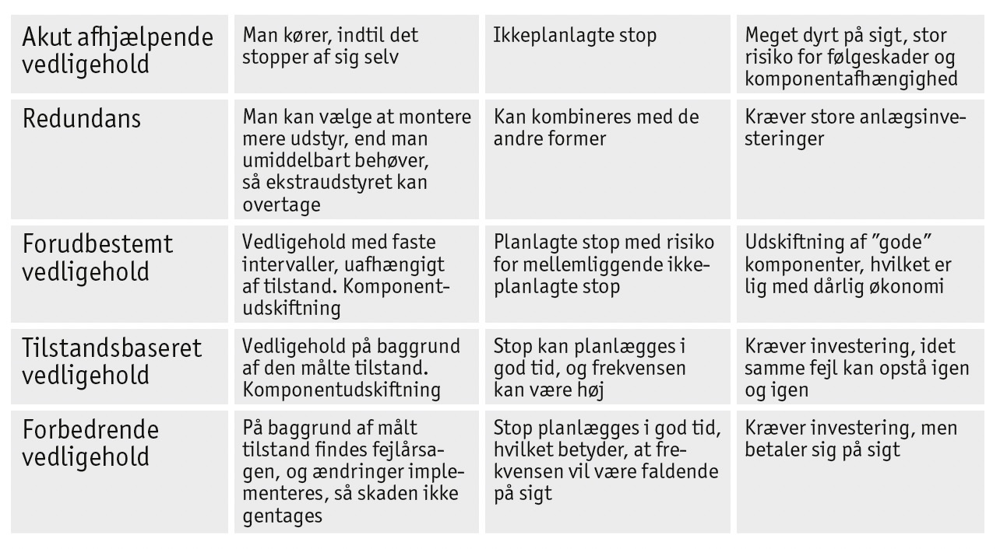 Akut afhjælpende
vedligehold
Man kører, indtil det
stopper af sig selv
Ikkeplanlagte stop
Meget dyrt på sigt, stor
risiko for følgeskader og
komponentafhængighed
Redundans
Man kan vælge at montere
mere udstyr, end man
umiddelbart behøver,
så ekstraudstyret kan
overtage
Kan kombineres med de
andre former
Kræver store anlægsinve-
steringer
Forudbestemt
vedligehold
Vedligehold med faste
intervaller, uafhængigt
af tilstand. Komponent-
udskiftning
Planlagte stop med risiko
for mellemliggende ikke-
planlagte stop
Udskiftning af ”gode”
komponenter, hvilket er
lig med dårlig økonomi
Tilstandsbaseret
vedligehold
Vedligehold på baggrund
af den målte tilstand.
Komponentudskiftning
Stop kan planlægges i
god tid, og frekvensen
kan være høj
Kræver investering, idet
samme fejl kan opstå igen
og igen
Forbedrende
vedligehold
På baggrund af målt
tilstand findes fejlårsa-
gen, og ændringer imple-
menteres, så skaden ikke
gentages
Stop planlægges i god tid,
hvilket betyder, at fre-
kvensen vil være faldende
på sigt
Kræver investering, men
betaler sig på sigt